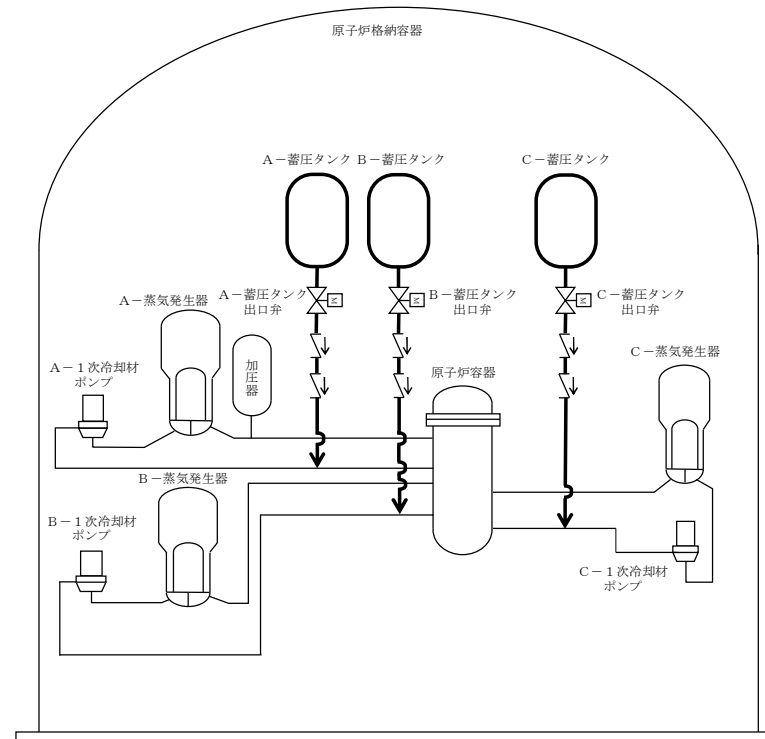 原子炉格納容器
A－蓄圧タンク
B－蓄圧タンク
C－蓄圧タンク
A－蒸気発生器
A－蓄圧タンク
出口弁
M
B－蓄圧タンク
出口弁
M
C－蓄圧タンク
出口弁
M
A－１次冷却材
ポンプ
加
圧
器
原子炉容器
C－蒸気発生器
B－蒸気発生器
B－１次冷却材
ポンプ
C－１次冷却材
ポンプ